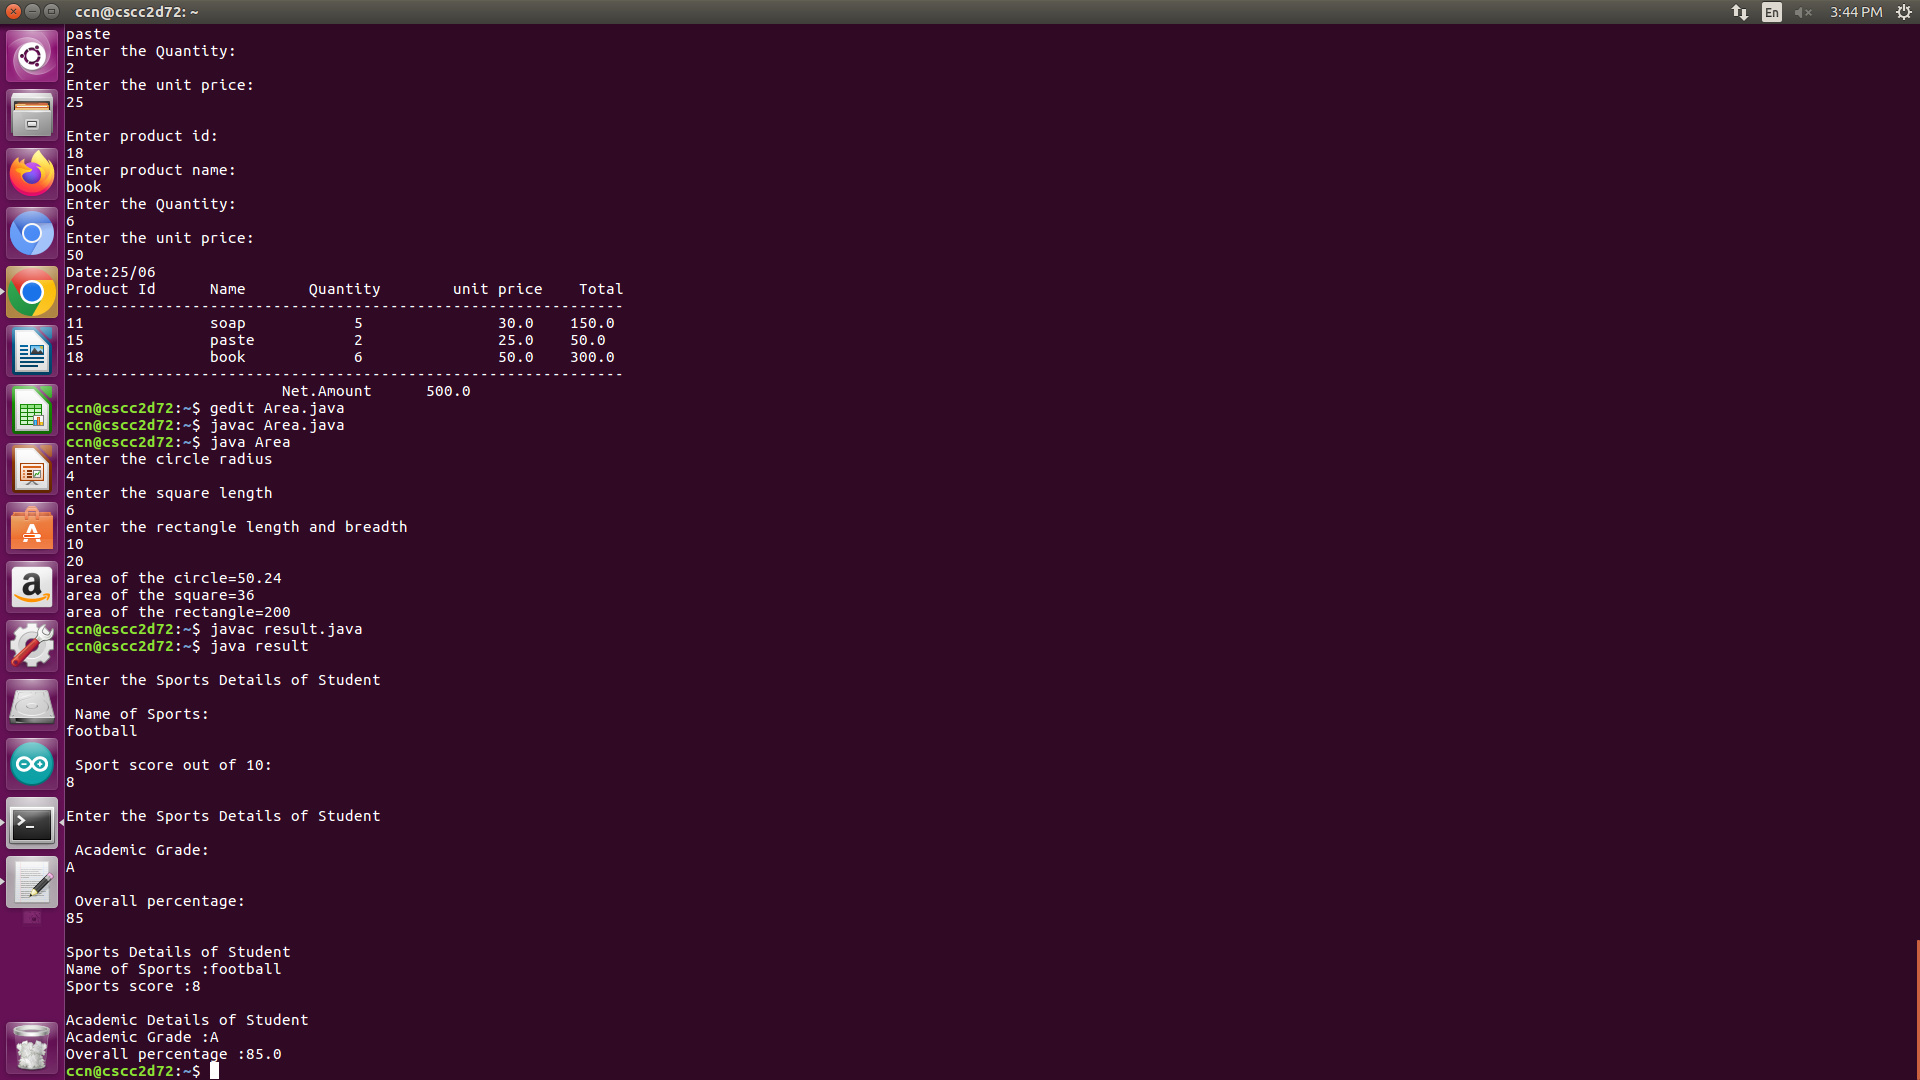 ccn@cscc2d72: ~
En
3:44 PM
paste
Enter the Quantity:
2
Enter the unit price:
25
Enter product id:
18
Enter product name:
book
Enter the Quantity:
6
Enter the unit price:
50
Date:25/06
Product Id      Name       Quantity        unit price    Total
--------------------------------------------------------------
11              soap            5               30.0    150.0
15              paste           2               25.0    50.0
18              book            6               50.0    300.0
--------------------------------------------------------------
                        Net.Amount      500.0
ccn@cscc2d72:~$ gedit Area.java
ccn@cscc2d72:~$ javac Area.java
ccn@cscc2d72:~$ java Area
enter the circle radius
4
enter the square length
6
enter the rectangle length and breadth
10
20
area of the circle=50.24
area of the square=36
area of the rectangle=200
ccn@cscc2d72:~$ javac result.java
ccn@cscc2d72:~$ java result
Enter the Sports Details of Student
 Name of Sports:
football
 Sport score out of 10:
8
Enter the Sports Details of Student
 Academic Grade:
A
 Overall percentage:
85
Sports Details of Student
Name of Sports :football
Sports score :8
Academic Details of Student
Academic Grade :A
Overall percentage :85.0
ccn@cscc2d72:~$